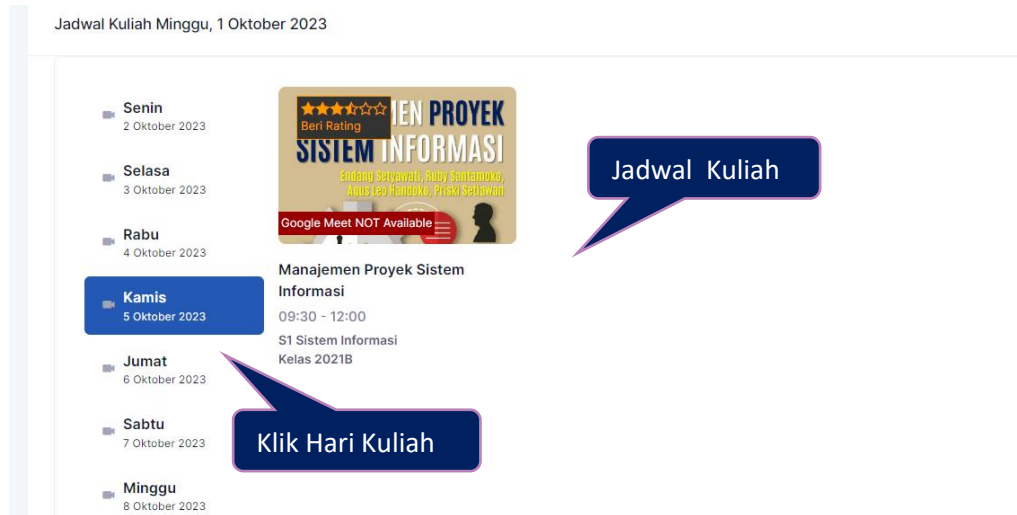 Jadwal Kuliah Minggu, 1 Oktober 2023
Senin
2 Oktober 2023
Selasa
3 Oktober 2023
Rabu
4 Oktober 2023
Kamis
5 Oktober 2023
Jumat
6 Oktober 2023
Sabtu
7 Oktober 2023
Minggu
8 Oktober 2023
Beri Rating
EN PROYEK
SISTEM INFORMASI
Endang Setyawati, Ruby Santamoko,
Agus Leo Handoko, Priski Setiawan
Google Meet NOT Available
Manajemen Proyek Sistem
Informasi
09:30 - 12:00
S1 Sistem Informasi
Kelas 2021B
Jadwal Kuliah
Klik Hari Kuliah